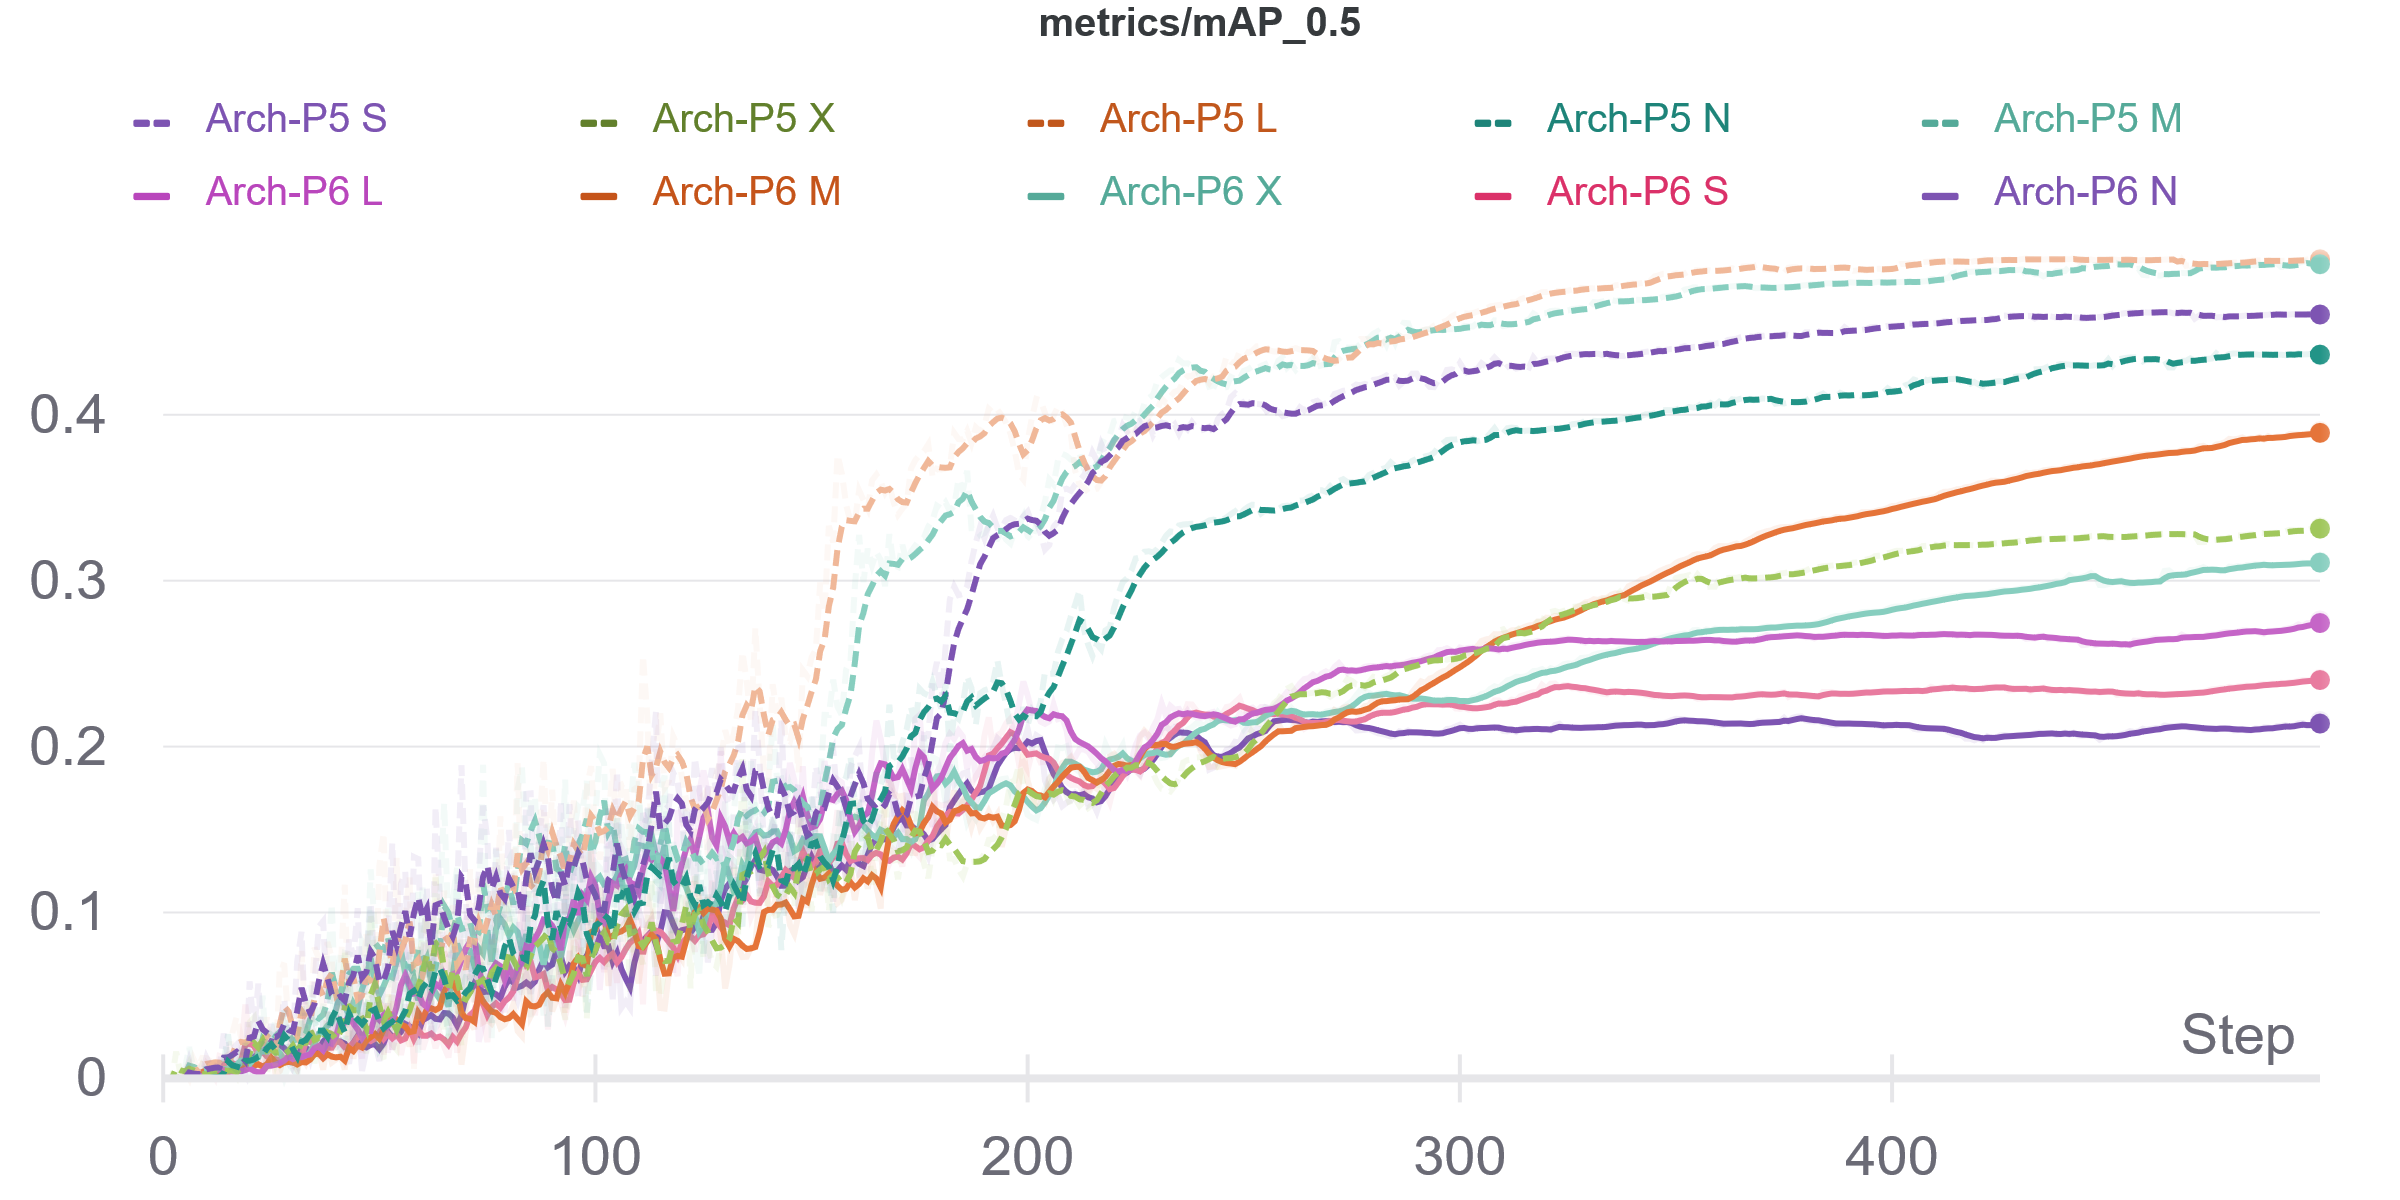 metrics/mAP_0.5
Arch-P5 S Arch-P5 X Arch-P5 L Arch-P5 N Arch-P5 M
Arch-P6 L Arch-P6 M Arch-P6 X Arch-P6 S Arch-P6 N
0.4
0.3
0.2
0.1
Step
0
0 100 200 300 400